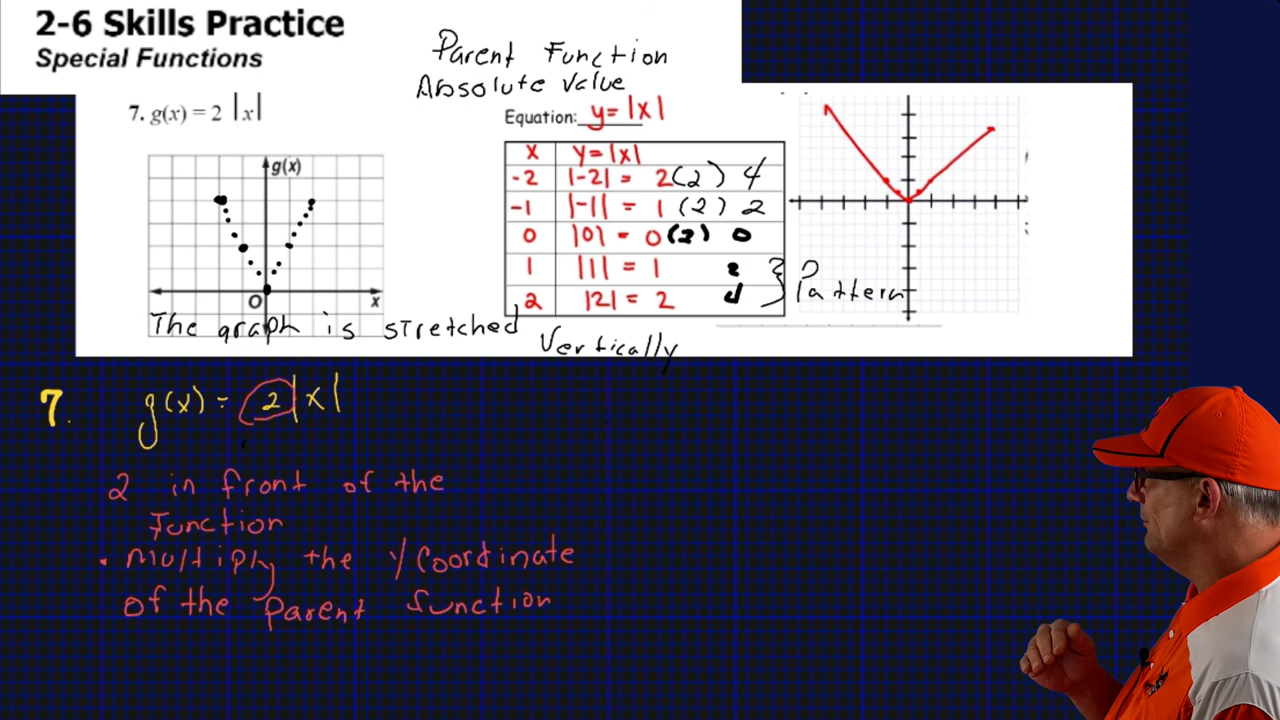 2-6 Skills Practice
Special Functions
Parent Function
Absolute Value
7. g(x) = 2 |x|
g(x)
O
x
Equation: y=|x|
x y=|x|
-2 |-2| = 2(2) 4
-1 |-1| = 1 (2) 2
0 |0| = 0(2) 0
1 |1| = 1 2
2 |2| = 2 4
} Pattern
The graph is stretched
Vertically
7. g(x) = 2|x|
2 in front of the
function
• multiply the y coordinate
of the parent function